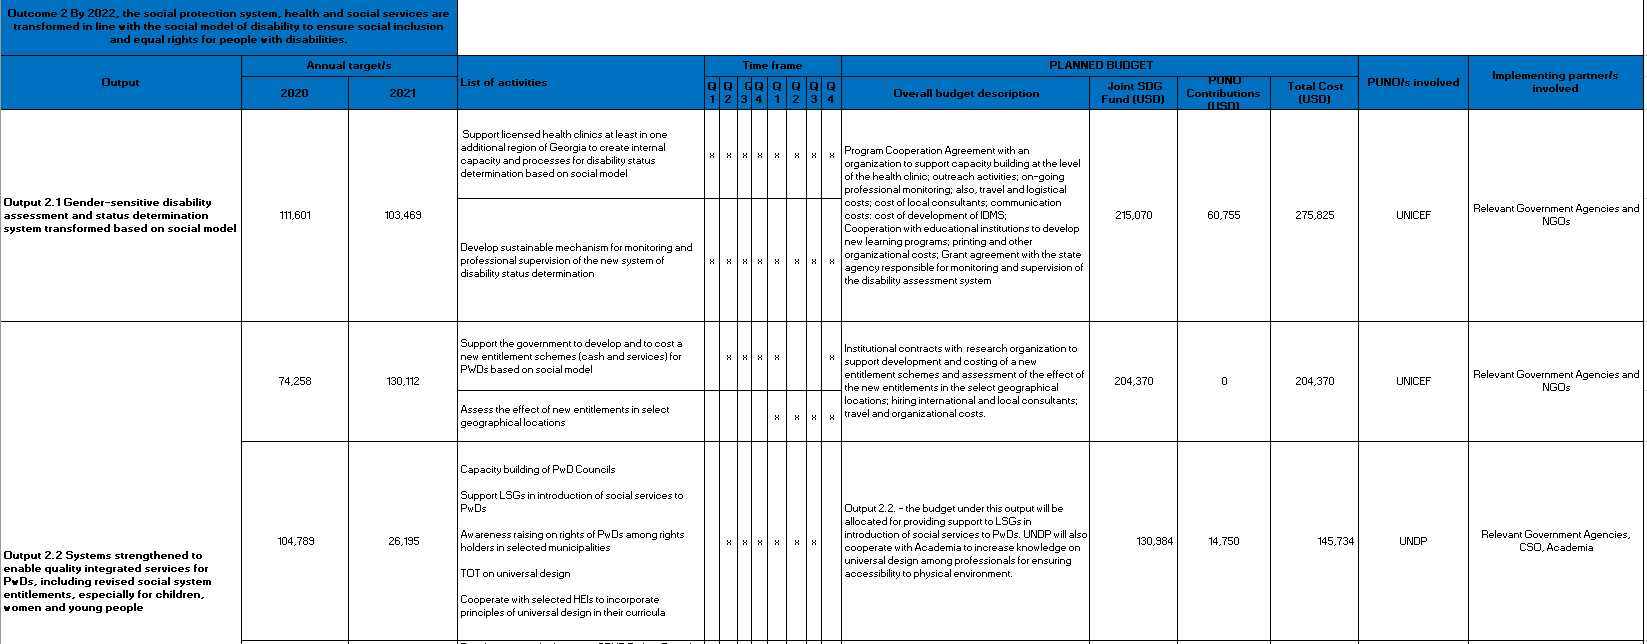 Outcome 2 By 2022, the social protection system, health and social services are
transformed in line with the social model of disability to ensure social inclusion
and equal rights for people with disabilities.
Output
Annual target/s
2020
2021
List of activities
Time frame
Q 1
Q 2
Q 3
Q 4
Q 1
Q 2
Q 3
Q 4
PLANNED BUDGET
Overall budget description
Joint SDG
Fund (USD)
PUNO
Contributions
(USD)
Total Cost
(USD)
PUNO/s involved
Implementing partner/s
involved
Output 2.1 Gender-sensitive disability
assessment and status determination
system transformed based on social model
111,601
103,469
Support licensed health clinics at least in one
additional region of Georgia to create internal
capacity and processes for disability status
determination based on social model
x x x x x x x x
Develop sustainable mechanism for monitoring and
professional supervision of the new system of
disability status determination
x x x x x x x x
Program Cooperation Agreement with an
organization to support capacity building at the level
of the health clinic; outreach activities; on-going
professional monitoring; also, travel and logistical
costs; cost of local consultants; communication
costs: cost of development of IDMS;
Cooperation with educational institutions to develop
new learning programs; printing and other
organizational costs; Grant agreement with the state
agency responsible for monitoring and supervision of
the disability assessment system
215,070
60,755
275,825
UNICEF
Relevant Government Agencies and
NGOs
Output 2.2 Systems strengthened to
enable quality integrated services for
PwDs, including revised social system
entitlements, especially for children,
women and young people
74,258
130,112
Support the government to develop and to cost a
new entitlement schemes (cash and services) for
PWDs based on social model
x x x x x
Assess the effect of new entitlements in select
geographical locations
x x x x
Institutional contracts with research organization to
support development and costing of a new
entitlement schemes and assessment of the effect of
the new entitlements in the select geographical
locations; hiring international and local consultants;
travel and organizational costs.
204,370
0
204,370
UNICEF
Relevant Government Agencies and
NGOs
104,789
26,195
Capacity building of PwD Councils
Support LSGs in introduction of social services to
PwDs
Awareness raising on rights of PwDs among rights
holders in selected municipalities
TOT on universal design
Cooperate with selected HEIs to incorporate
principles of universal design in their curricula
x x x x x x
Output 2.2. - the budget under this output will be
allocated for providing support to LSGs in
introduction of social services to PwDs. UNDP will also
cooperate with Academia to increase knowledge on
universal design among professionals for ensuring
accessibility to physical environment.
130,984
14,750
145,734
UNDP
Relevant Government Agencies,
CSO, Academia